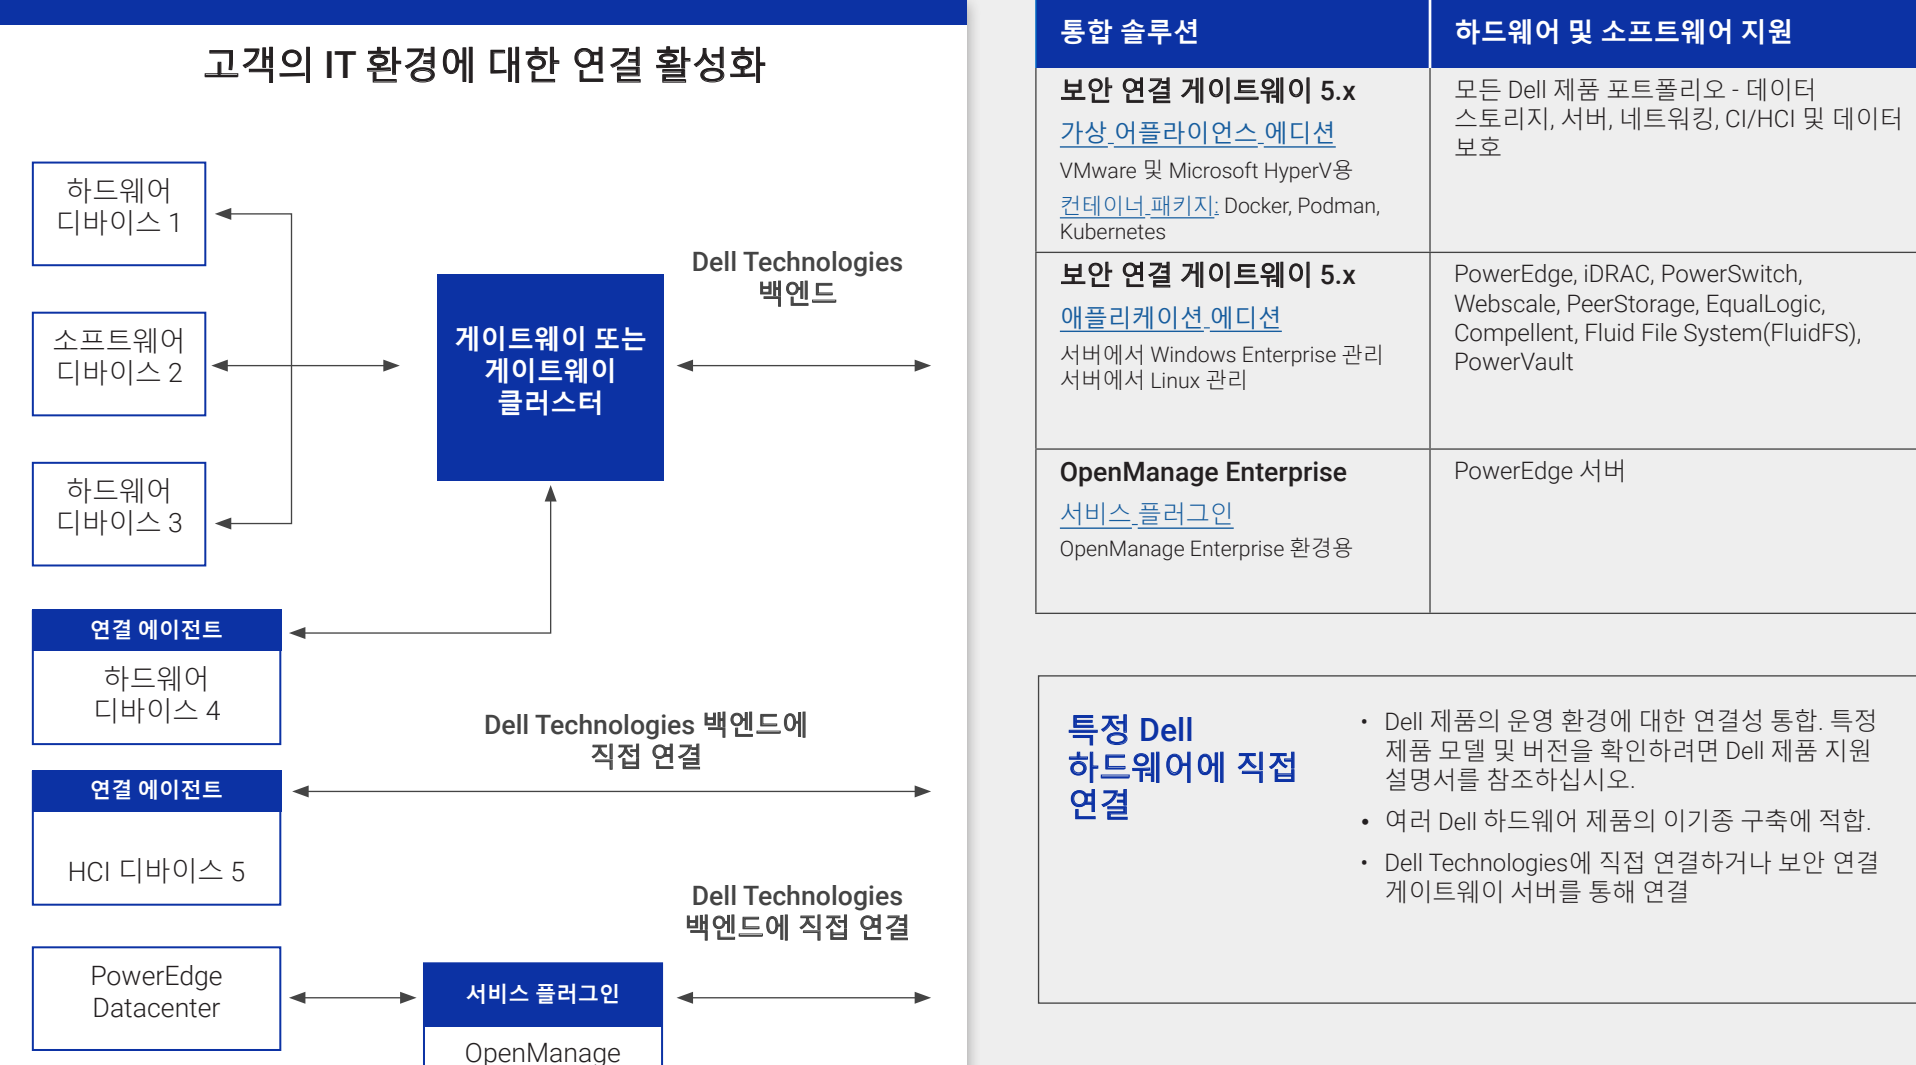 고객의 IT 환경에 대한 연결 활성화
하드웨어
디바이스 1
소프트웨어
디바이스 2
하드웨어
디바이스 3
게이트웨이 또는
게이트웨이
클러스터
Dell Technologies
백엔드
연결 에이전트
하드웨어
디바이스 4
Dell Technologies 백엔드에
직접 연결
연결 에이전트
HCI 디바이스 5
Dell Technologies
백엔드에 직접 연결
PowerEdge
Datacenter
서비스 플러그인
OpenManage
통합 솔루션
하드웨어 및 소프트웨어 지원
보안 연결 게이트웨이 5.x
가상 어플라이언스 에디션
VMware 및 Microsoft HyperV용
컨테이너 패키지: Docker, Podman,
Kubernetes
모든 Dell 제품 포트폴리오 - 데이터
스토리지, 서버, 네트워킹, CI/HCI 및 데이터
보호
보안 연결 게이트웨이 5.x
애플리케이션 에디션
서버에서 Windows Enterprise 관리
서버에서 Linux 관리
PowerEdge, iDRAC, PowerSwitch,
Webscale, PeerStorage, EqualLogic,
Compellent, Fluid File System(FluidFS),
PowerVault
OpenManage Enterprise
서비스 플러그인
OpenManage Enterprise 환경용
PowerEdge 서버
특정 Dell
하드웨어에 직접
연결
• Dell 제품의 운영 환경에 대한 연결성 통합. 특정
제품 모델 및 버전을 확인하려면 Dell 제품 지원
설명서를 참조하십시오.
• 여러 Dell 하드웨어 제품의 이기종 구축에 적합.
• Dell Technologies에 직접 연결하거나 보안 연결
게이트웨이 서버를 통해 연결